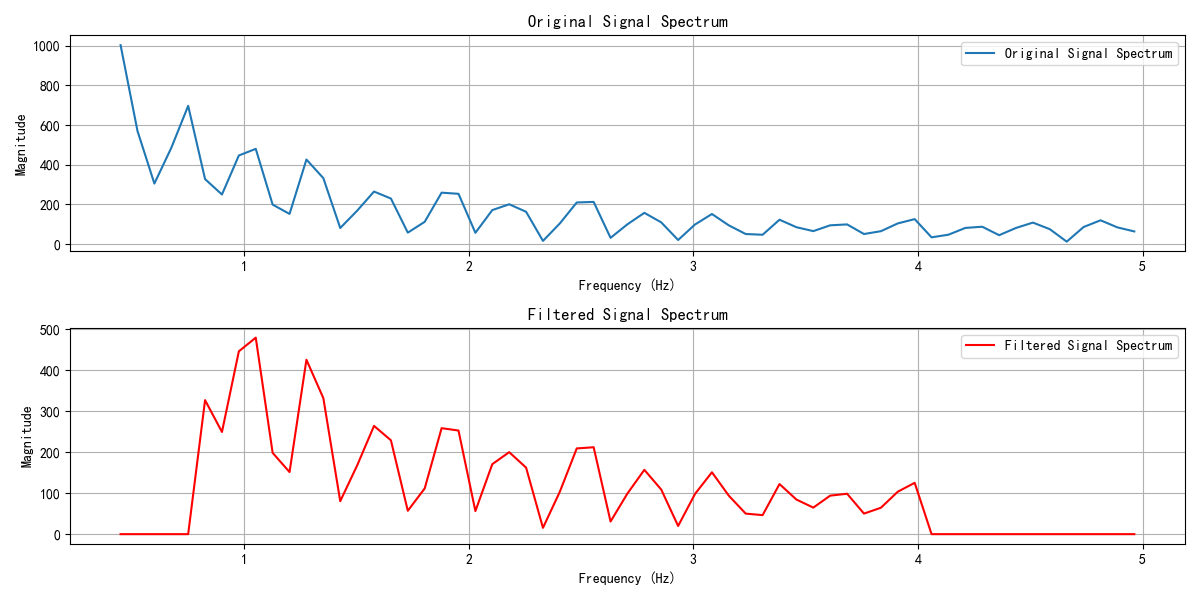 Original Signal Spectrum
Original Signal Spectrum
1000
800
600
400
200
0
Magnitude
1 2 3 4 5
Frequency (Hz)
Filtered Signal Spectrum
Filtered Signal Spectrum
500
400
300
200
100
0
Magnitude
1 2 3 4 5
Frequency (Hz)